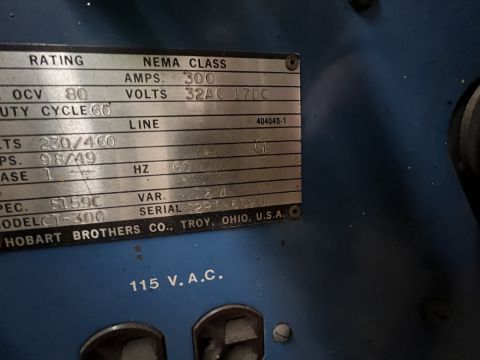 RATING NEMA CLASS
AMPS. 300
OCV 80 VOLTS 32AC 17DC
UTY CYCLE 60
LINE 404040-1
LTS 230/460
PS. 98/49
ASE 1 HZ 60
PEC. 5159C VAR.
ODEL CT-300 SERIAL
HOBART BROTHERS CO., TROY, OHIO, U.S.A.
115 V.A.C.